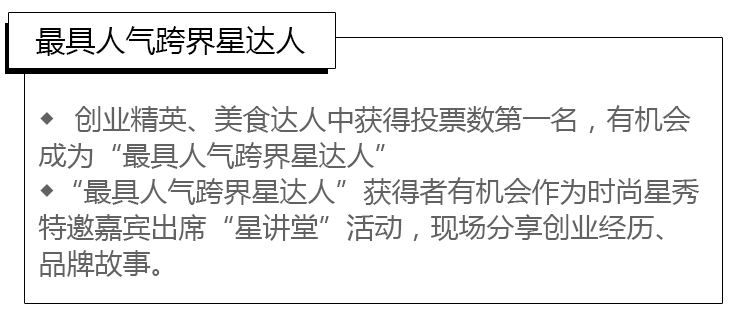 最具人气跨界星达人
◆ 创业精英、美食达人中获得投票数第一名，有机会
成为“最具人气跨界星达人”
◆“最具人气跨界星达人”获得者有机会作为时尚星秀
特邀嘉宾出席“星讲堂”活动，现场分享创业经历、
品牌故事。